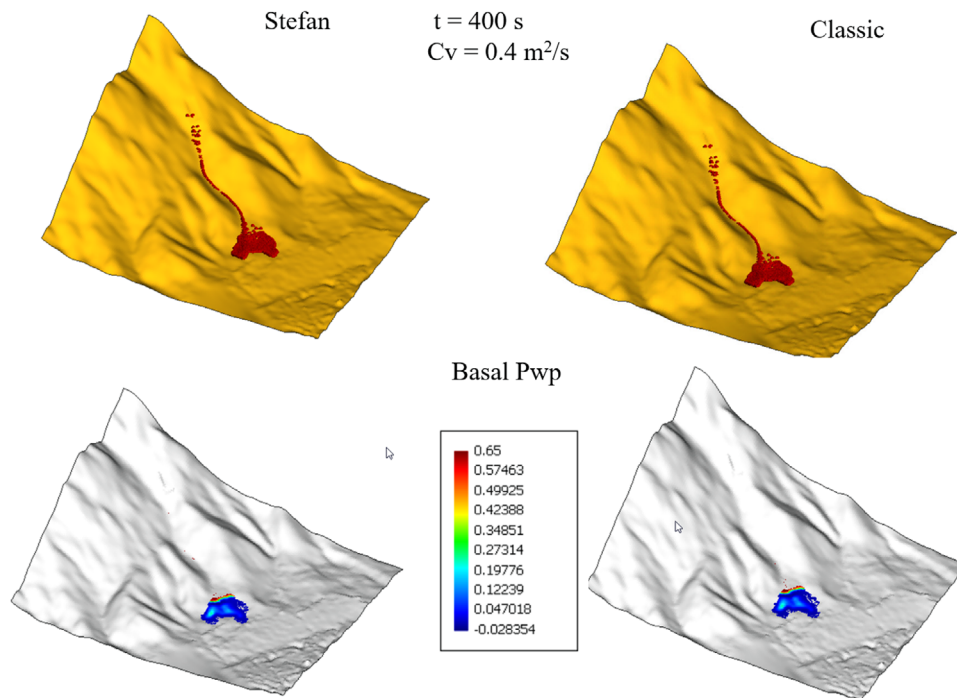 Stefan
t = 400 s
Cv = 0.4 m²/s
Classic
Basal Pwp
0.65
0.57463
0.49925
0.42388
0.34851
0.27314
0.19776
0.12239
0.047018
-0.028354